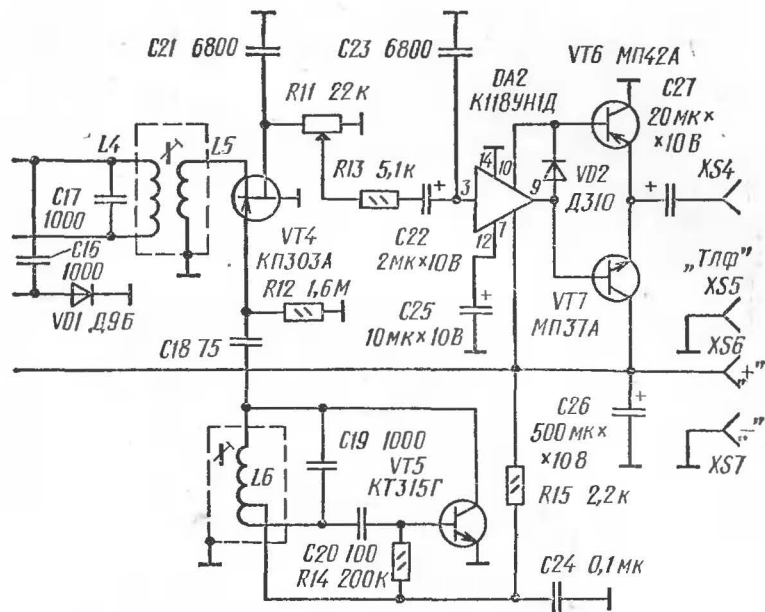 C21 6800
C23 6800
VT6 МП42А
C27
20мк×
×10В
R11 22к
DA2
К118УН1Д
14
10
L4
L5
R13 5,1к
3
9
VD2
Д310
+
+
XS4
C17
1000
VT4
КП303А
C22
2мк×10В
12
7
„Тлф"
XS5
C16
1000
R12 1,6М
C25
10мк×10В
+
VT7
МП37А
VD1 Д9Б
C18 75
XS6
„+"
C26
500мк×
×10В
+
„−"
XS7
L6
C19 1000
VT5
КТ315Г
R15 2,2к
C20 100
R14 200к
C24 0,1мк